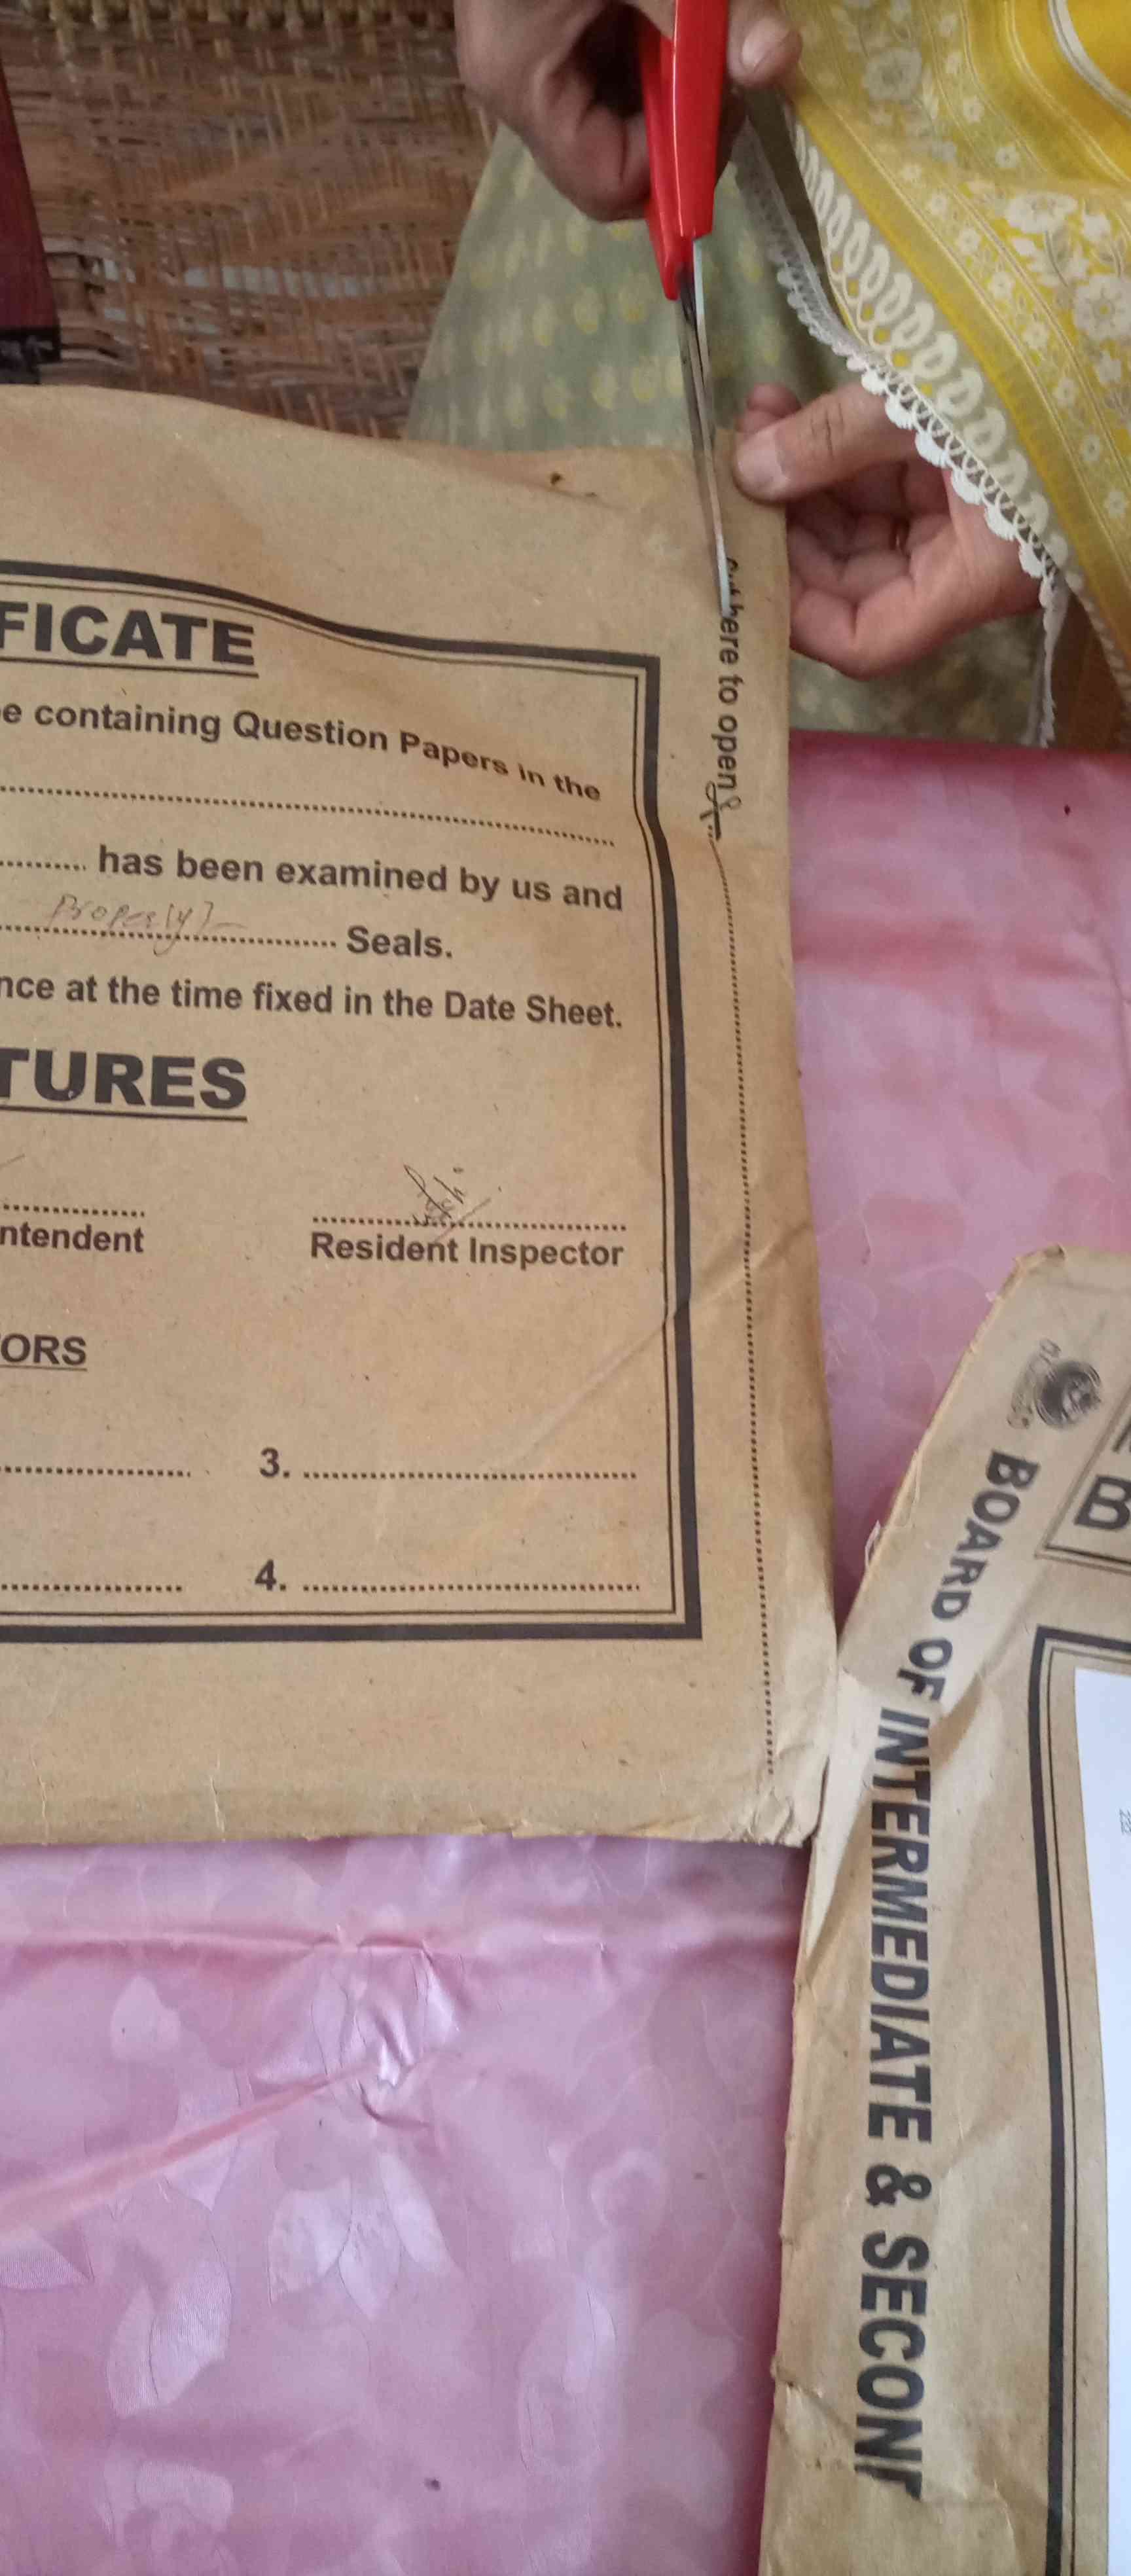 FICATE
e containing Question Papers in the
has been examined by us and
Properly
Seals.
nce at the time fixed in the Date Sheet.
TURES
ntendent
Resident Inspector
ORS
3.
4.
Cut here to open
BOARD OF INTERMEDIATE & SECON
B